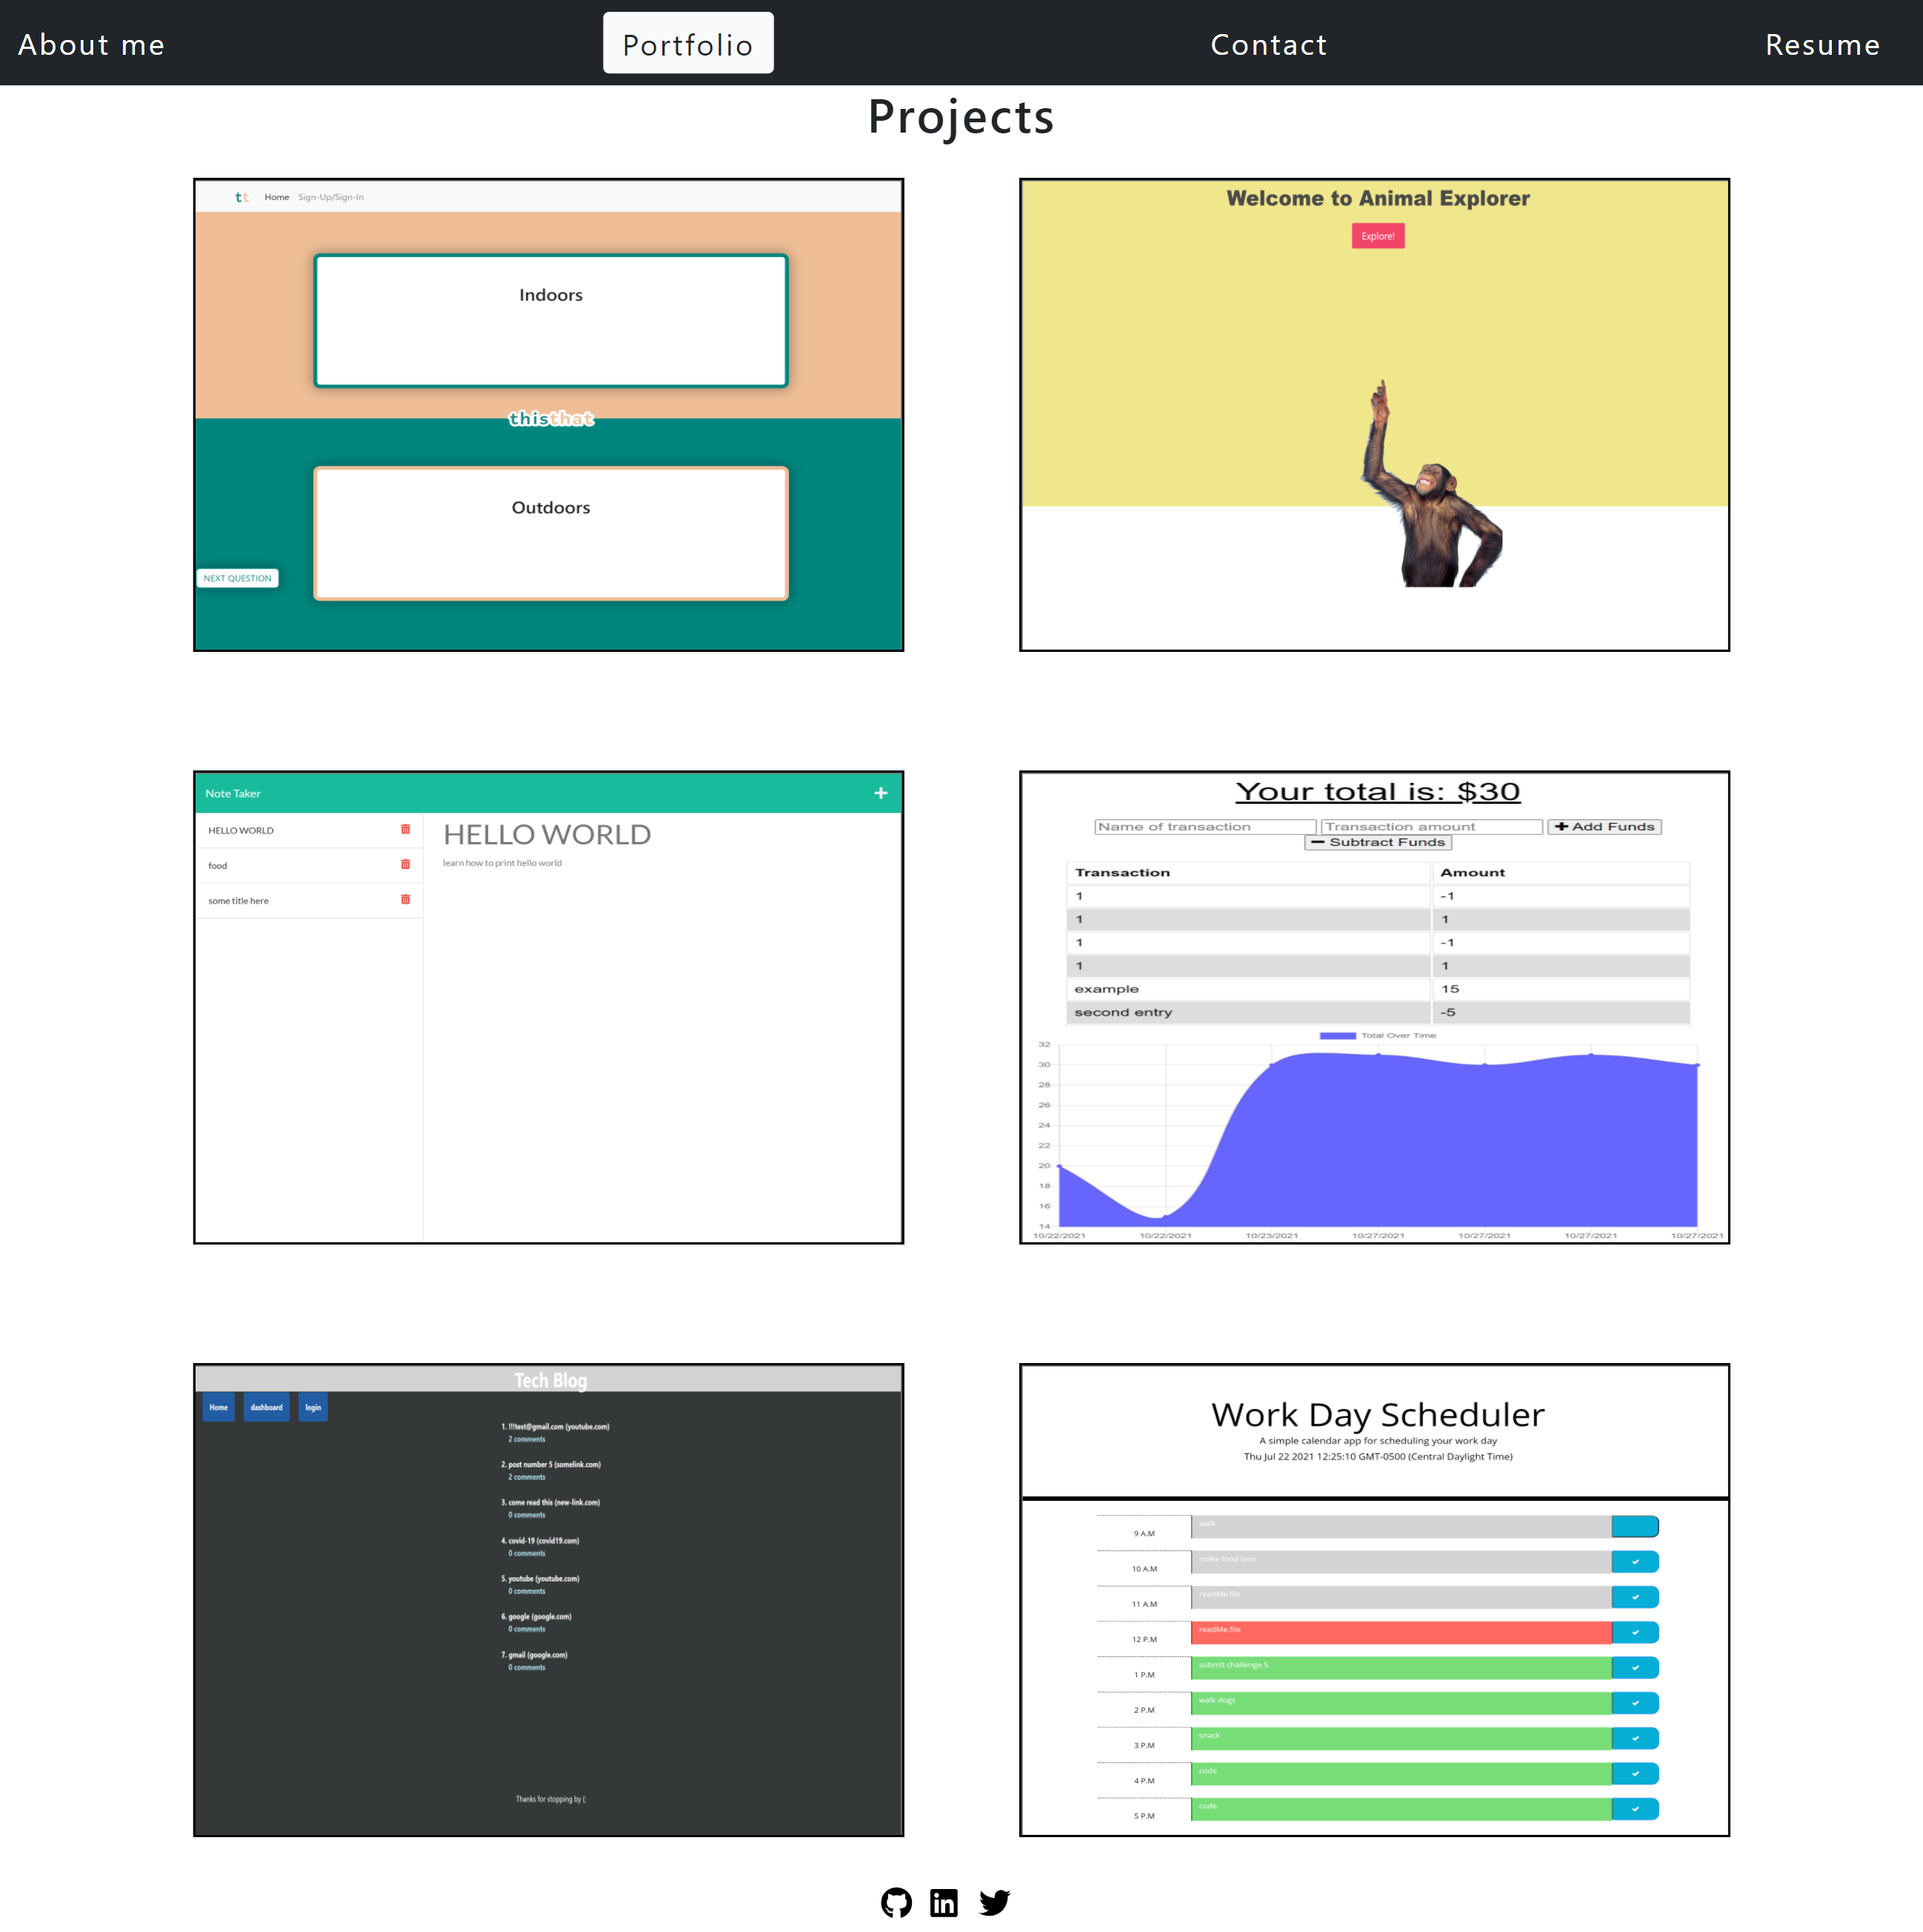 About me Portfolio Contact Resume
Projects
tt Home Sign-Up/Sign-In
Indoors
thisthat
Outdoors
NEXT QUESTION
Welcome to Animal Explorer
Explore!
Note Taker +
HELLO WORLD
food
some title here
HELLO WORLD
learn how to print hello world
Your total is: $30
Name of transaction Transaction amount + Add Funds
− Subtract Funds
Transaction Amount
1 -1
1 1
1 -1
1 1
example 15
second entry -5
Total Over Time
32
30
28
26
24
22
20
18
16
14
10/22/2021 10/22/2021 10/23/2021 10/27/2021 10/27/2021 10/27/2021 10/27/2021
Tech Blog
Home dashboard login
1. !!!test@gmail.com (youtube.com)
2 comments
2. post number 5 (somelink.com)
2 comments
3. come read this (new-link.com)
0 comments
4. covid-19 (covid19.com)
0 comments
5. youtube (youtube.com)
0 comments
6. google (google.com)
0 comments
7. gmail (google.com)
0 comments
Thanks for stopping by (:
Work Day Scheduler
A simple calendar app for scheduling your work day
Thu Jul 22 2021 12:25:10 GMT-0500 (Central Daylight Time)
9 A.M walk
10 A.M make food later
11 A.M readMe file
12 P.M readMe.file
1 P.M submit challenge 5
2 P.M walk dogs
3 P.M snack
4 P.M code
5 P.M code
in